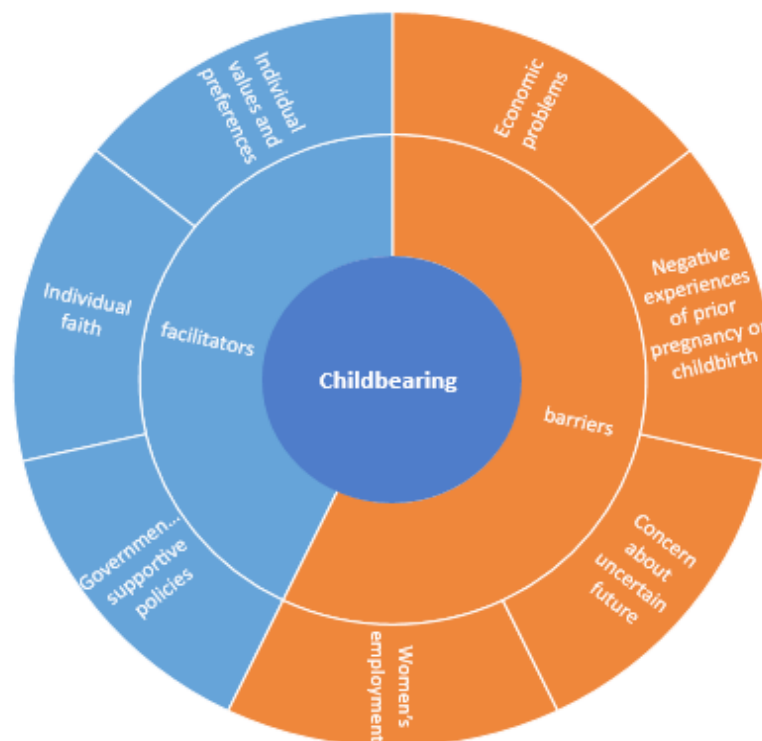 Childbearing
barriers
Economic
problems
Negative
experiences
of prior
pregnancy or
childbirth
Concern
about
uncertain
future
Women's
employment
facilitators
Governmen...
supportive
policies
Individual
faith
Individual
values and
preferences